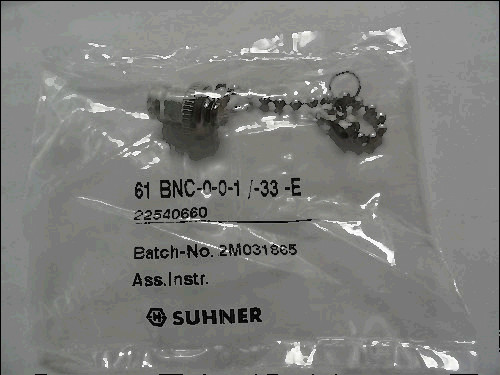 61 BNC-0-0-1 /-33 -E
22540660
Batch-No. 2M031865
Ass.Instr.
H SUHNER